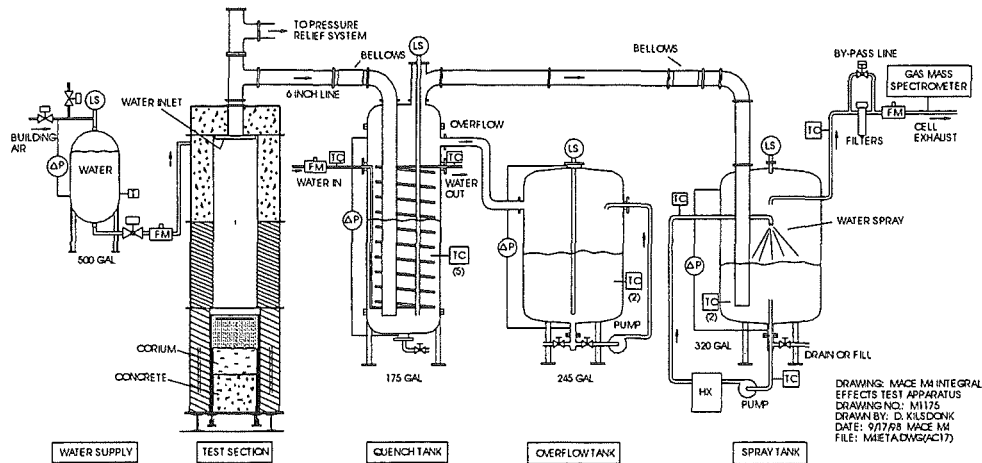 TO PRESSURE
RELIEF SYSTEM
BELLOWS
LS
BELLOWS
BY-PASS LINE
GAS MASS
SPECTROMETER
LS
WATER INLET
6 INCH LINE
BUILDING
AIR
OVERFLOW
TC
FM
FILTERS
CELL
EXHAUST
ΔP
WATER
T
FM
TC
WATER IN
TC
WATER
OUT
LS
LS
TC
WATER SPRAY
FM
500 GAL
ΔP
TC
(5)
ΔP
TC
(2)
ΔP
TC
(2)
PUMP
CORIUM
CONCRETE
175 GAL
245 GAL
320 GAL
DRAIN OR FILL
TC
HX
PUMP
DRAWING: MACE M4 INTEGRAL
EFFECTS TEST APPARATUS
DRAWING NO.: M1175
DRAWN BY: D. KILSDONK
DATE: 9/17/98 MACE M4
FILE: M4IETA.DWG(AC17)
WATER SUPPLY
TEST SECTION
QUENCH TANK
OVERFLOW TANK
SPRAY TANK